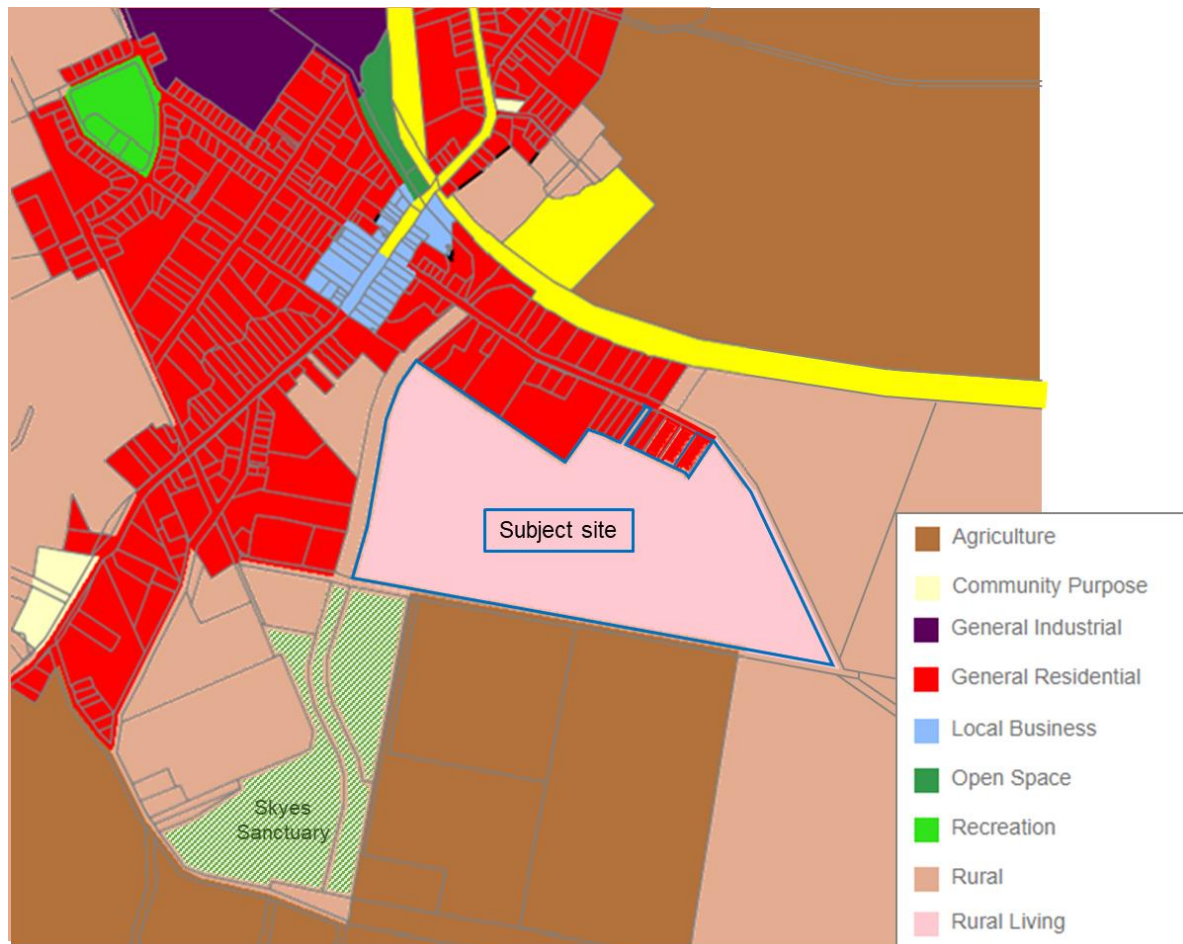 Subject site
Skyes
Sanctuary
Agriculture
Community Purpose
General Industrial
General Residential
Local Business
Open Space
Recreation
Rural
Rural Living